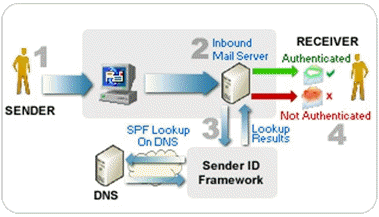 1
SENDER
2
Inbound
Mail Server
RECEIVER
Authenticated
Not Authenticated
4
3
SPF Lookup
On DNS
Lookup
Results
DNS
Sender ID
Framework